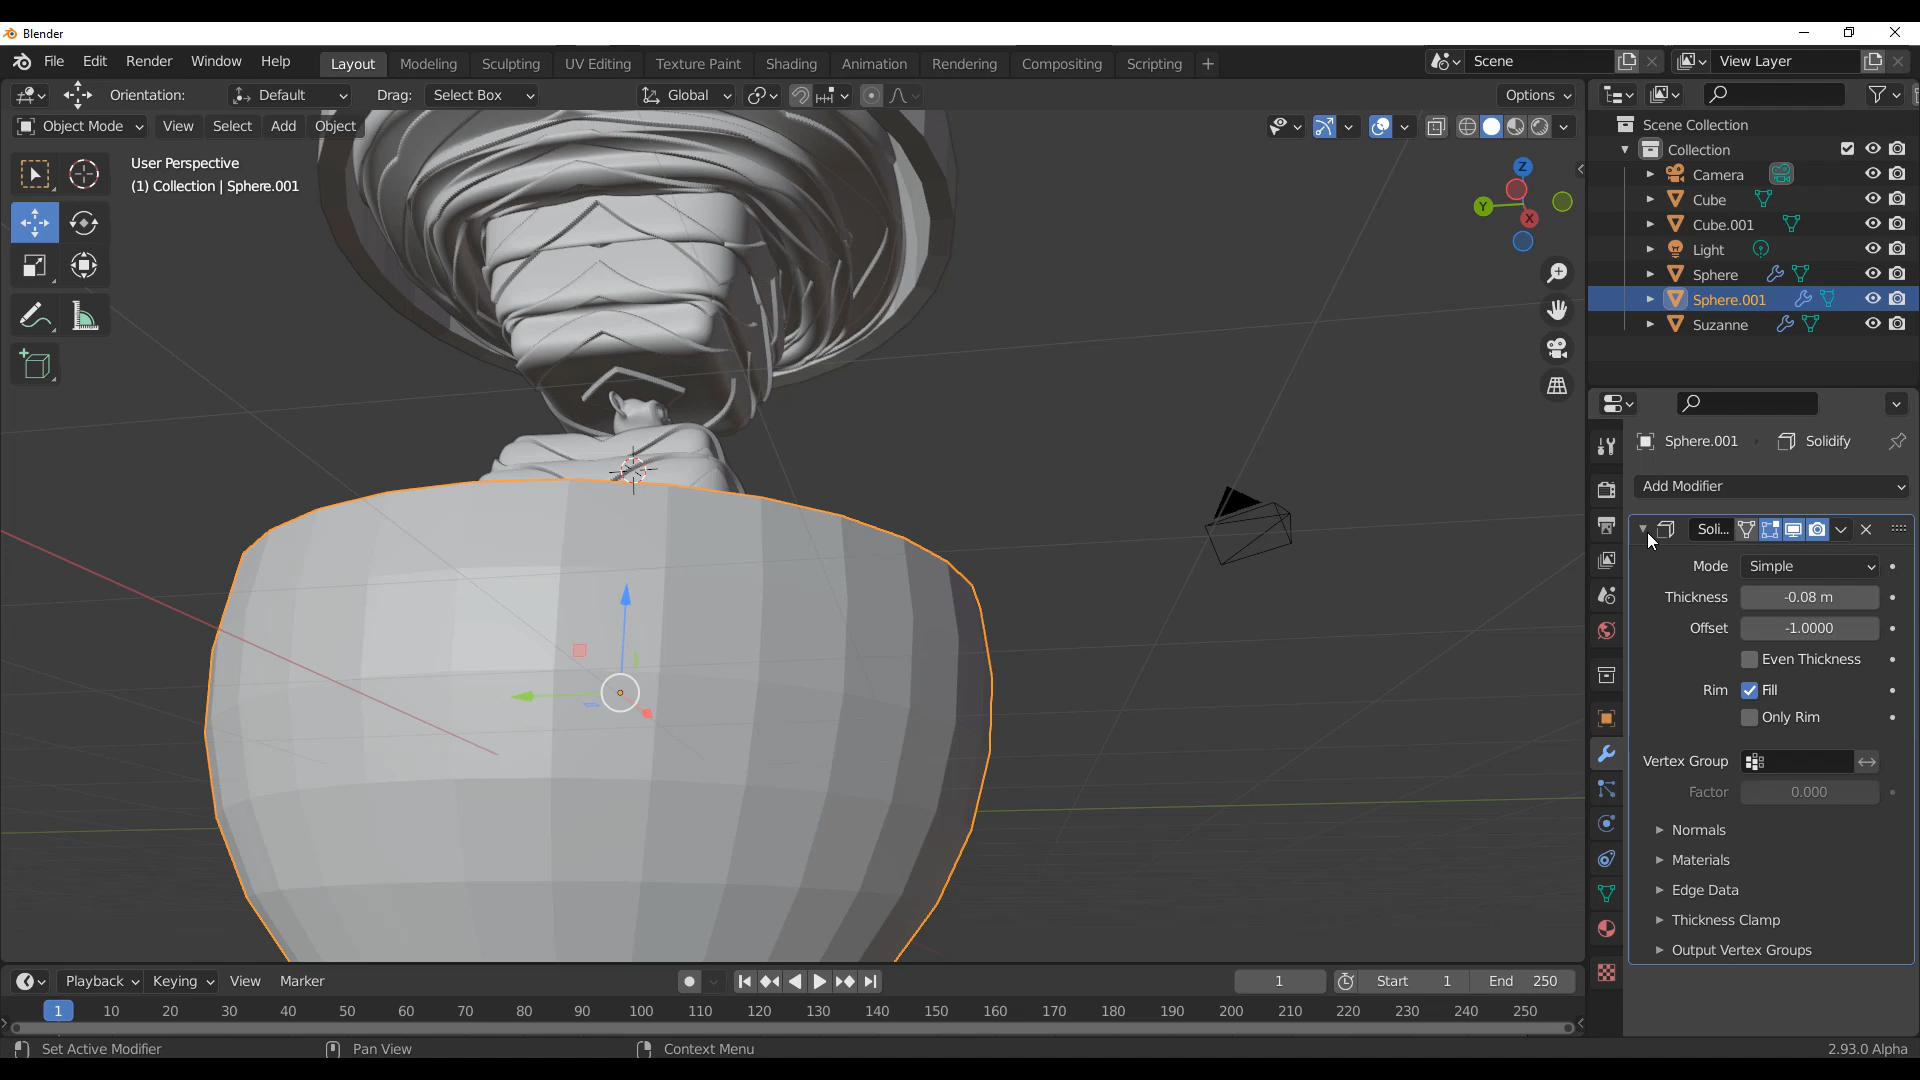 Blender
File Edit Render Window Help Layout Modeling Sculpting UV Editing Texture Paint Shading Animation Rendering Compositing Scripting + Scene View Layer
Orientation: Default Drag: Select Box Global Options
Object Mode View Select Add Object
User Perspective
(1) Collection | Sphere.001
Z
Y
X
Scene Collection
Collection
Camera
Cube
Cube.001
Light
Sphere
Sphere.001
Suzanne
Sphere.001 Solidify
Add Modifier
Soli...
Mode Simple
Thickness -0.08 m
Offset -1.0000
Even Thickness
Rim Fill
Only Rim
Vertex Group
Factor 0.000
Normals
Materials
Edge Data
Thickness Clamp
Output Vertex Groups
Playback Keying View Marker 1 Start 1 End 250
1 10 20 30 40 50 60 70 80 90 100 110 120 130 140 150 160 170 180 190 200 210 220 230 240 250
Set Active Modifier Pan View Context Menu 2.93.0 Alpha